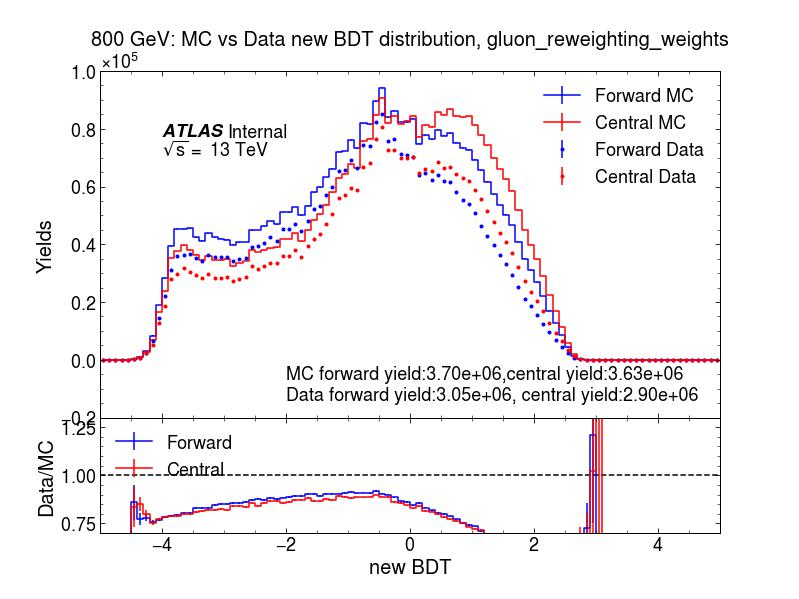 800 GeV: MC vs Data new BDT distribution, gluon_reweighting_weights
×10⁵
1.0
0.8
0.6
0.4
0.2
0.0
0.2
Yields
ATLAS Internal
√s = 13 TeV
Forward MC
Central MC
Forward Data
Central Data
MC forward yield:3.70e+06,central yield:3.63e+06
Data forward yield:3.05e+06, central yield:2.90e+06
1.25
1.00
0.75
Data/MC
Forward
Central
−4 −2 0 2 4
new BDT